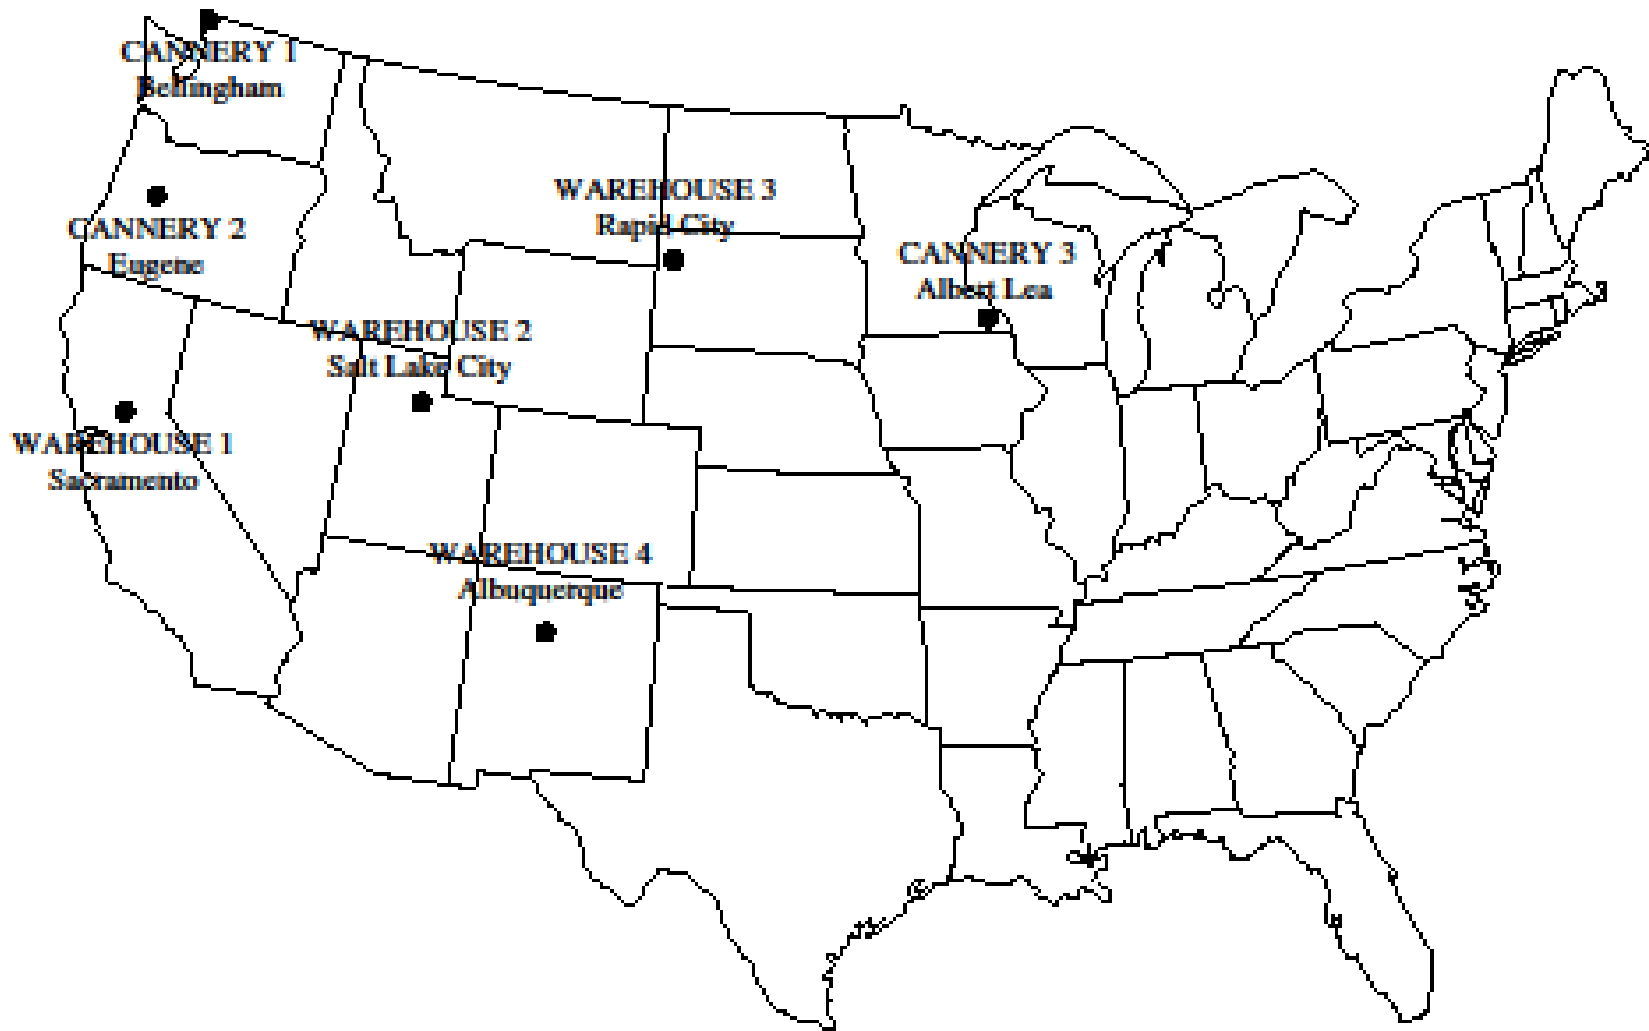 CANNERY 1
Bellingham
WAREHOUSE 3
Rapid City
CANNERY 2
Eugene
CANNERY 3
Albert Lea
WAREHOUSE 2
Salt Lake City
WAREHOUSE 1
Sacramento
WAREHOUSE 4
Albuquerque